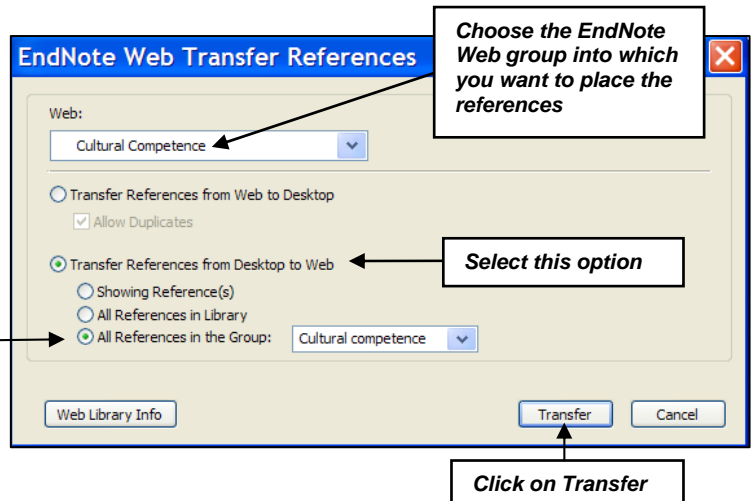 Choose the EndNote
Web group into which
you want to place the
references
EndNote Web Transfer References
Web:
Cultural Competence
Transfer References from Web to Desktop
Allow Duplicates
Transfer References from Desktop to Web
Select this option
Showing Reference(s)
All References in Library
All References in the Group:
Cultural competence
Web Library Info
Transfer
Cancel
Click on Transfer